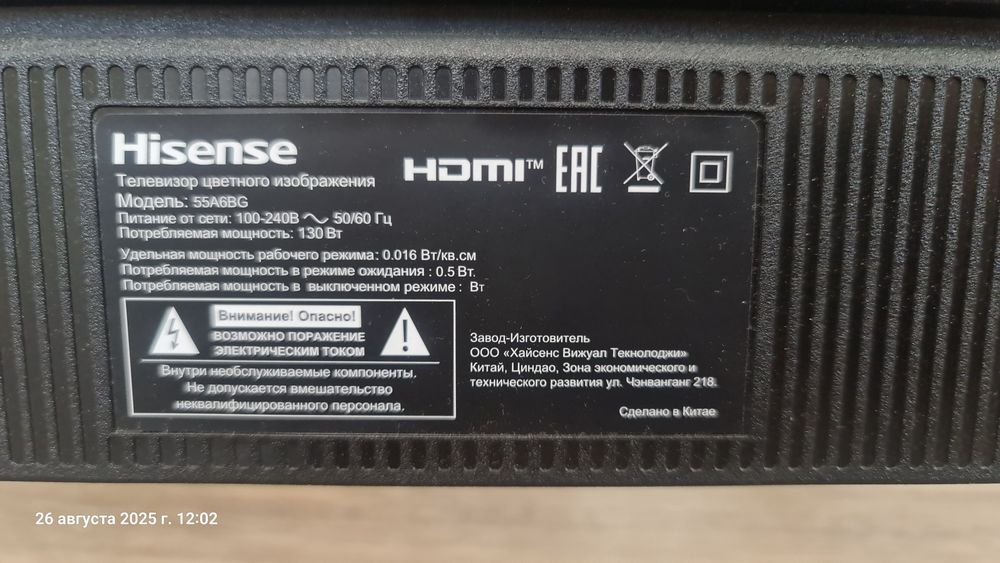 Hisense
HDMI™ EAC
Телевизор цветного изображения
Модель: 55A6BG
Питание от сети: 100-240В ~ 50/60 Гц
Потребляемая мощность: 130 Вт
Удельная мощность рабочего режима: 0.016 Вт/кв.см
Потребляемая мощность в режиме ожидания : 0.5 Вт.
Потребляемая мощность в выключенном режиме : Вт
Внимание! Опасно!
ВОЗМОЖНО ПОРАЖЕНИЕ
ЭЛЕКТРИЧЕСКИМ ТОКОМ
Внутри необслуживаемые компоненты.
Не допускается вмешательство
неквалифицированного персонала.
Завод-Изготовитель
ООО «Хайсенс Вижуал Текнолоджи»
Китай, Циндао, Зона экономического и
технического развития ул. Чэнванганг 218.
Сделано в Китае
26 августа 2025 г. 12:02